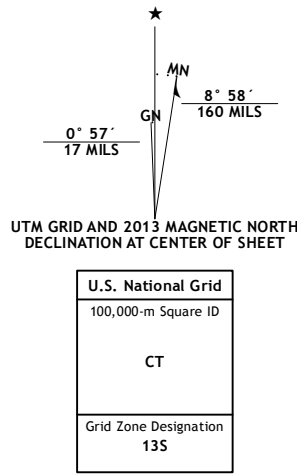 ★
MN
GN
8° 58´
160 MILS
0° 57´
17 MILS
UTM GRID AND 2013 MAGNETIC NORTH
DECLINATION AT CENTER OF SHEET
U.S. National Grid
100,000-m Square ID
CT
Grid Zone Designation
13S